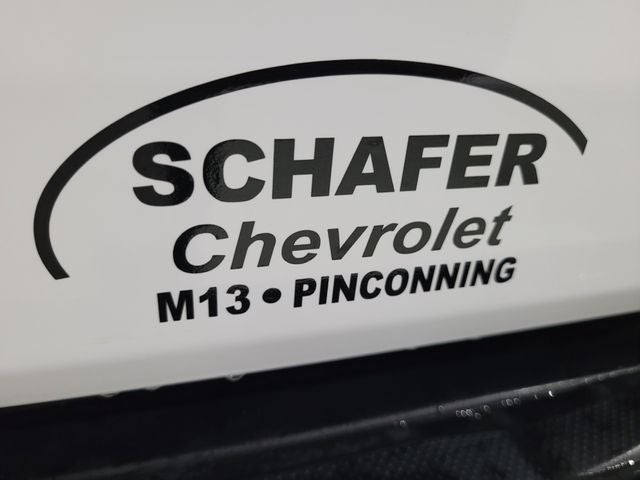 SCHAFER
Chevrolet
M13 • PINCONNING